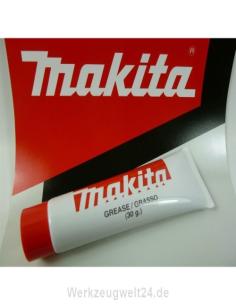 makita
makita
GREASE/GRASSO
(30 g.)
Werkzeugwelt24.de